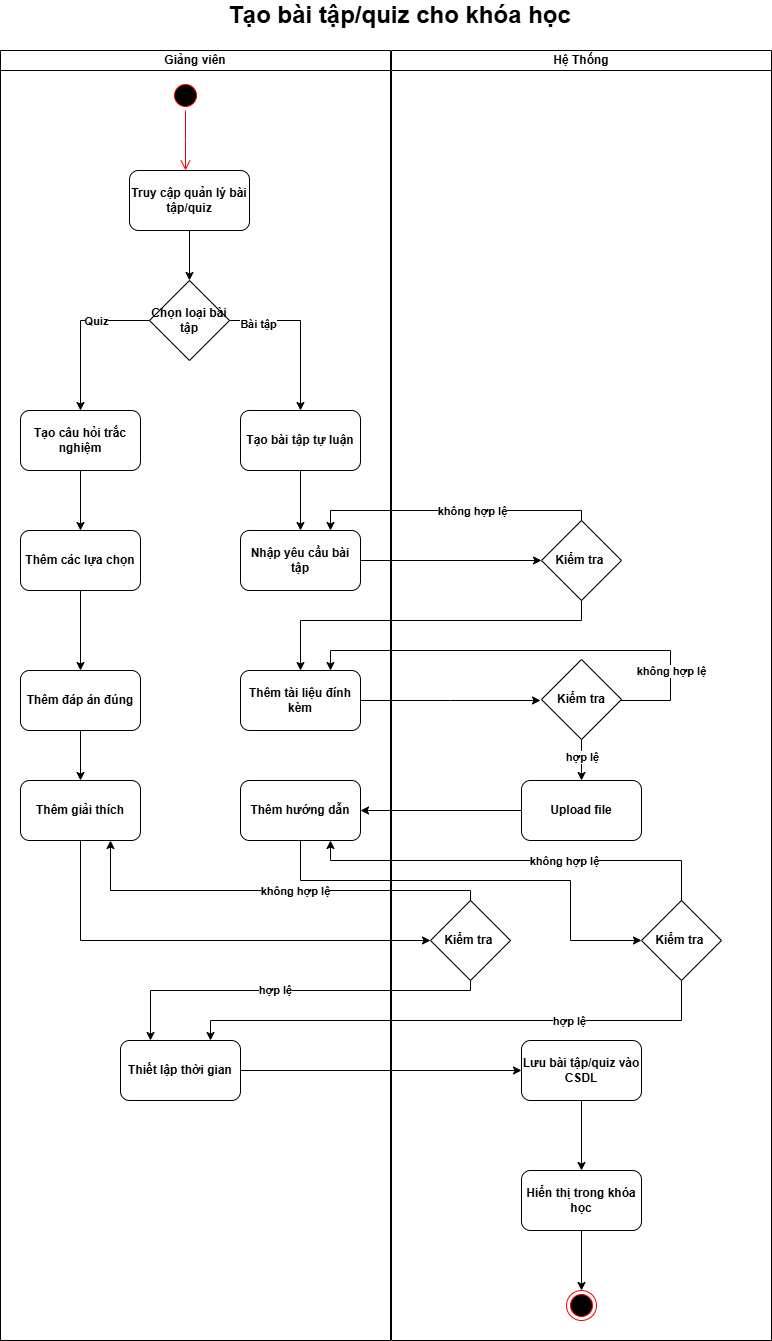 Tạo bài tập/quiz cho khóa học
Giảng viên
Hệ Thống
Truy cập quản lý bài
tập/quiz
Chọn loại bài
tập
Quiz
Bài tập
Tạo câu hỏi trắc
nghiệm
Tạo bài tập tự luận
không hợp lệ
Thêm các lựa chọn
Nhập yêu cầu bài
tập
Kiểm tra
không hợp lệ
Thêm đáp án đúng
Thêm tài liệu đính
kèm
Kiểm tra
hợp lệ
Thêm giải thích
Thêm hướng dẫn
Upload file
không hợp lệ
không hợp lệ
Kiểm tra
Kiểm tra
hợp lệ
hợp lệ
Thiết lập thời gian
Lưu bài tập/quiz vào
CSDL
Hiển thị trong khóa
học